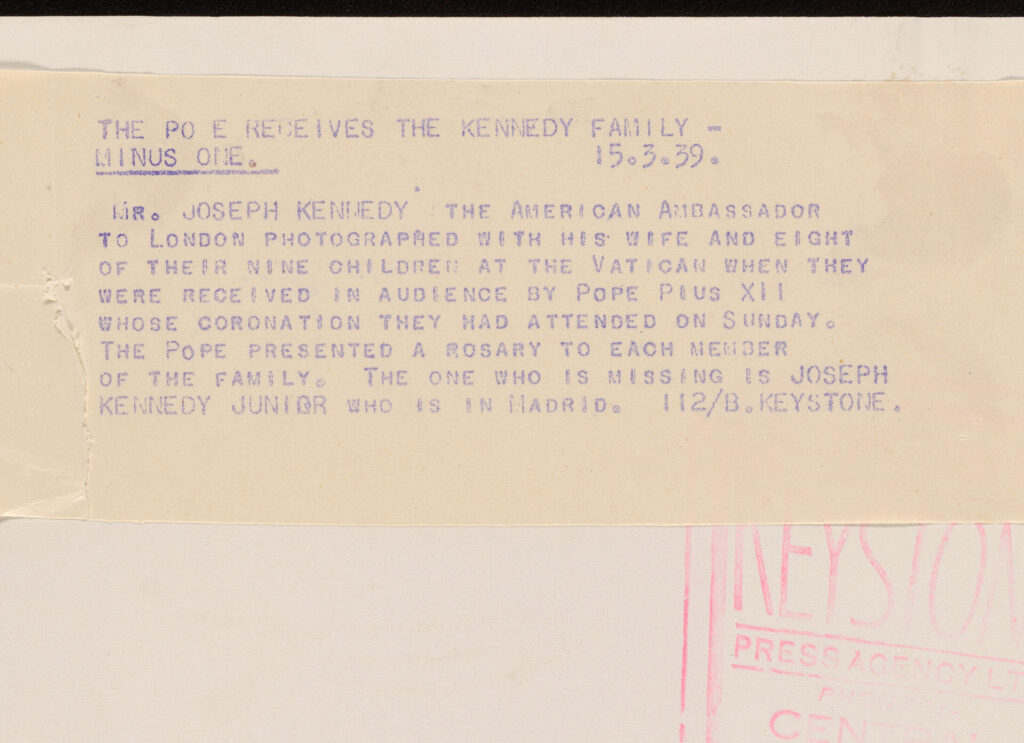 THE PO E RECEIVES THE KENNEDY FAMILY -
MINUS ONE. 15.3.39.
MR. JOSEPH KENNEDY THE AMERICAN AMBASSADOR
TO LONDON PHOTOGRAPHED WITH HIS WIFE AND EIGHT
OF THEIR NINE CHILDREN AT THE VATICAN WHEN THEY
WERE RECEIVED IN AUDIENCE BY POPE PIUS XII
WHOSE CORONATION THEY HAD ATTENDED ON SUNDAY.
THE POPE PRESENTED A ROSARY TO EACH MEMBER
OF THE FAMILY. THE ONE WHO IS MISSING IS JOSEPH
KENNEDY JUNIOR WHO IS IN MADRID. 112/B.KEYSTONE.
KEYSTON
PRESS AGENCY LT
CENTRAL